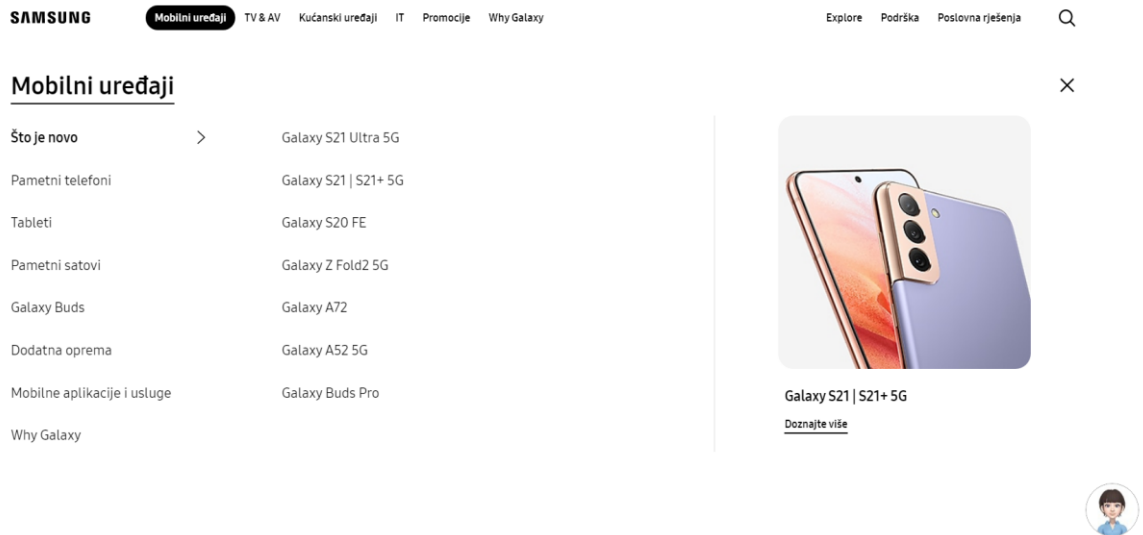 SAMSUNG
Mobilni uređaji TV & AV Kućanski uređaji IT Promocije Why Galaxy Explore Podrška Poslovna rješenja
Mobilni uređaji
Što je novo
Pametni telefoni
Tableti
Pametni satovi
Galaxy Buds
Dodatna oprema
Mobilne aplikacije i usluge
Why Galaxy
Galaxy S21 Ultra 5G
Galaxy S21 | S21+ 5G
Galaxy S20 FE
Galaxy Z Fold2 5G
Galaxy A72
Galaxy A52 5G
Galaxy Buds Pro
Galaxy S21 | S21+ 5G
Doznajte više